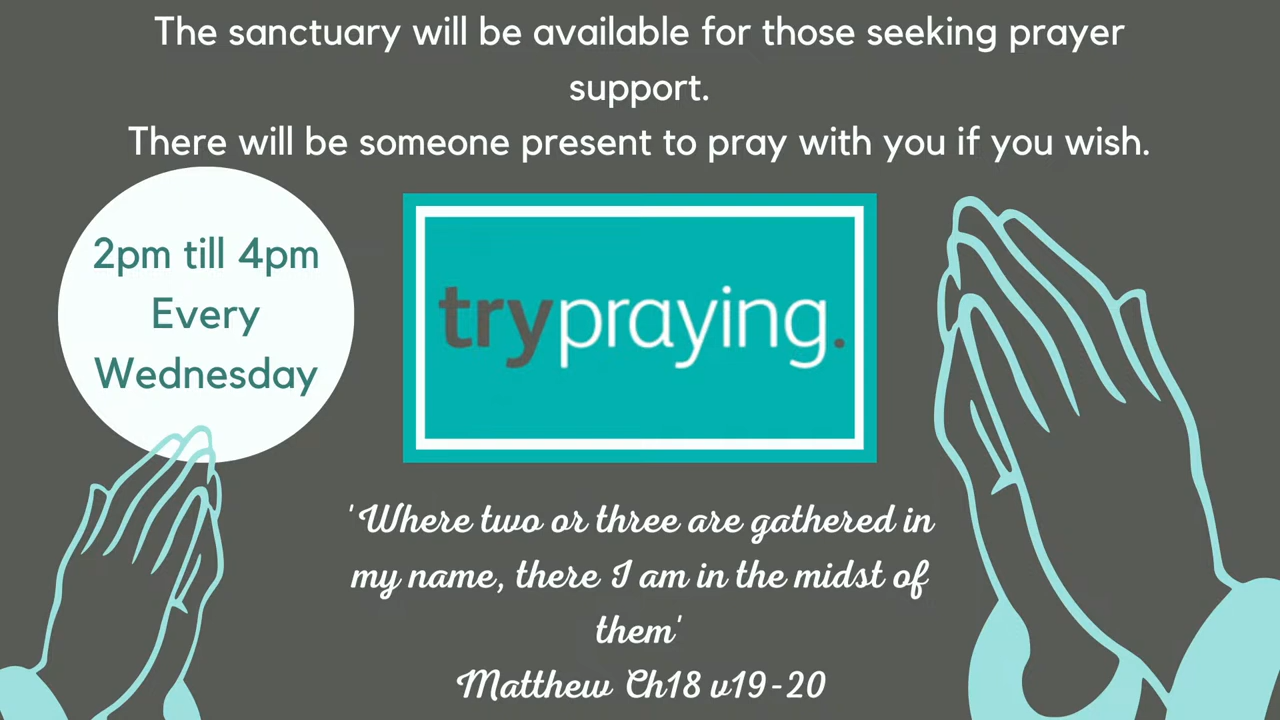 The sanctuary will be available for those seeking prayer
support.
There will be someone present to pray with you if you wish.
2pm till 4pm
Every
Wednesday
trypraying.
'Where two or three are gathered in
my name, there I am in the midst of
them'
Matthew Ch18 v19-20